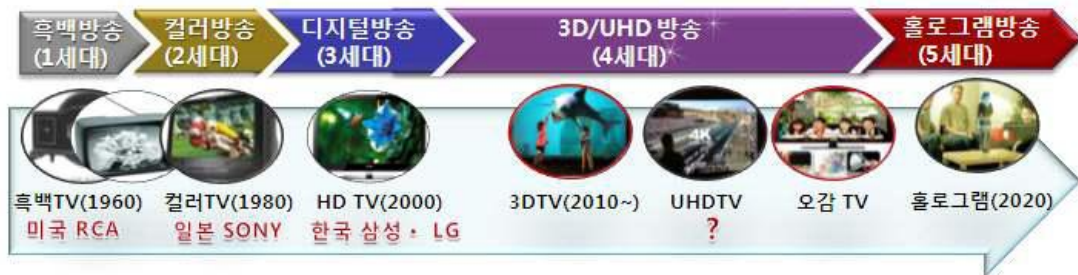 흑백방송
(1세대)
컬러방송
(2세대)
디지털방송
(3세대)
3D/UHD 방송
(4세대)
홀로그램방송
(5세대)
4K
흑백TV(1960)
컬러TV(1980)
HD TV(2000)
3DTV(2010~)
UHDTV
오감 TV
홀로그램(2020)
미국 RCA
일본 SONY
한국 삼성 · LG
?